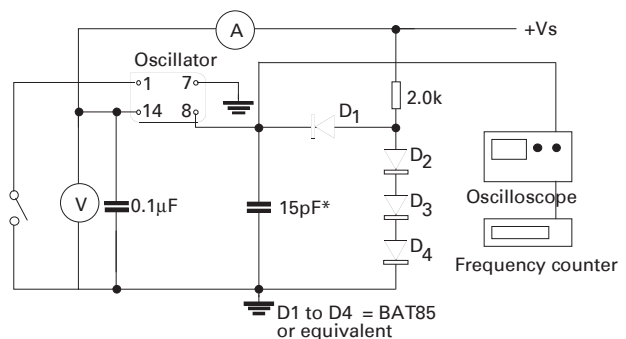 A
+Vs
Oscillator
1 7
14 8
2.0k
D1
D2
D3
D4
V
0.1µF
15pF*
Oscilloscope
Frequency counter
D1 to D4 = BAT85
or equivalent